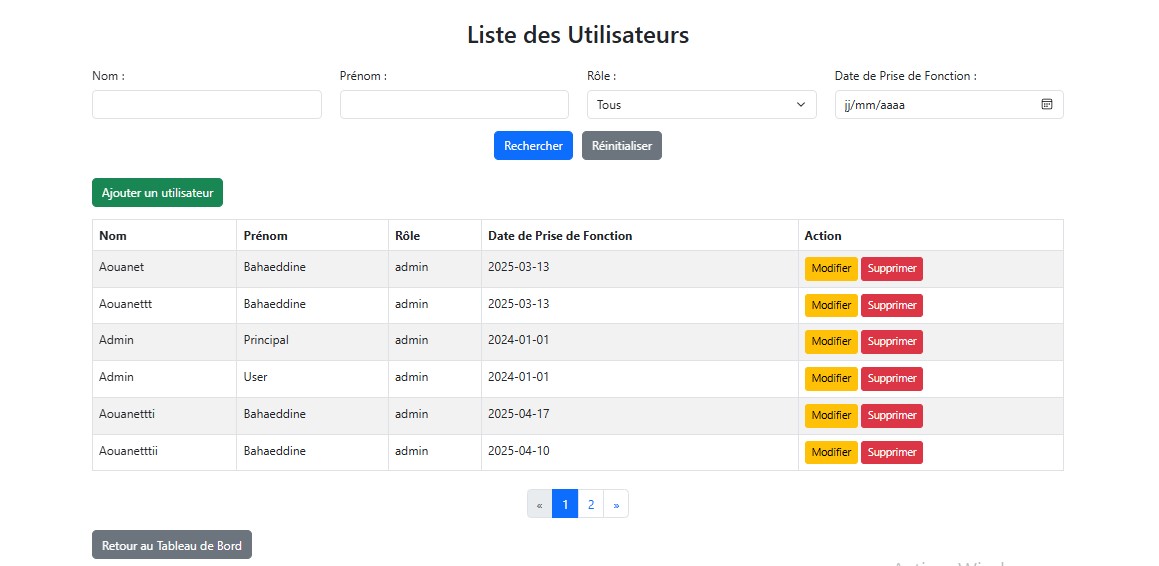 Liste des Utilisateurs
Nom : Prénom : Rôle : Date de Prise de Fonction :
Tous jj/mm/aaaa
Rechercher Réinitialiser
Ajouter un utilisateur
Nom Prénom Rôle Date de Prise de Fonction Action
Aouanet Bahaeddine admin 2025-03-13 Modifier Supprimer
Aouanettt Bahaeddine admin 2025-03-13 Modifier Supprimer
Admin Principal admin 2024-01-01 Modifier Supprimer
Admin User admin 2024-01-01 Modifier Supprimer
Aouanettti Bahaeddine admin 2025-04-17 Modifier Supprimer
Aouanetttii Bahaeddine admin 2025-04-10 Modifier Supprimer
« 1 2 »
Retour au Tableau de Bord